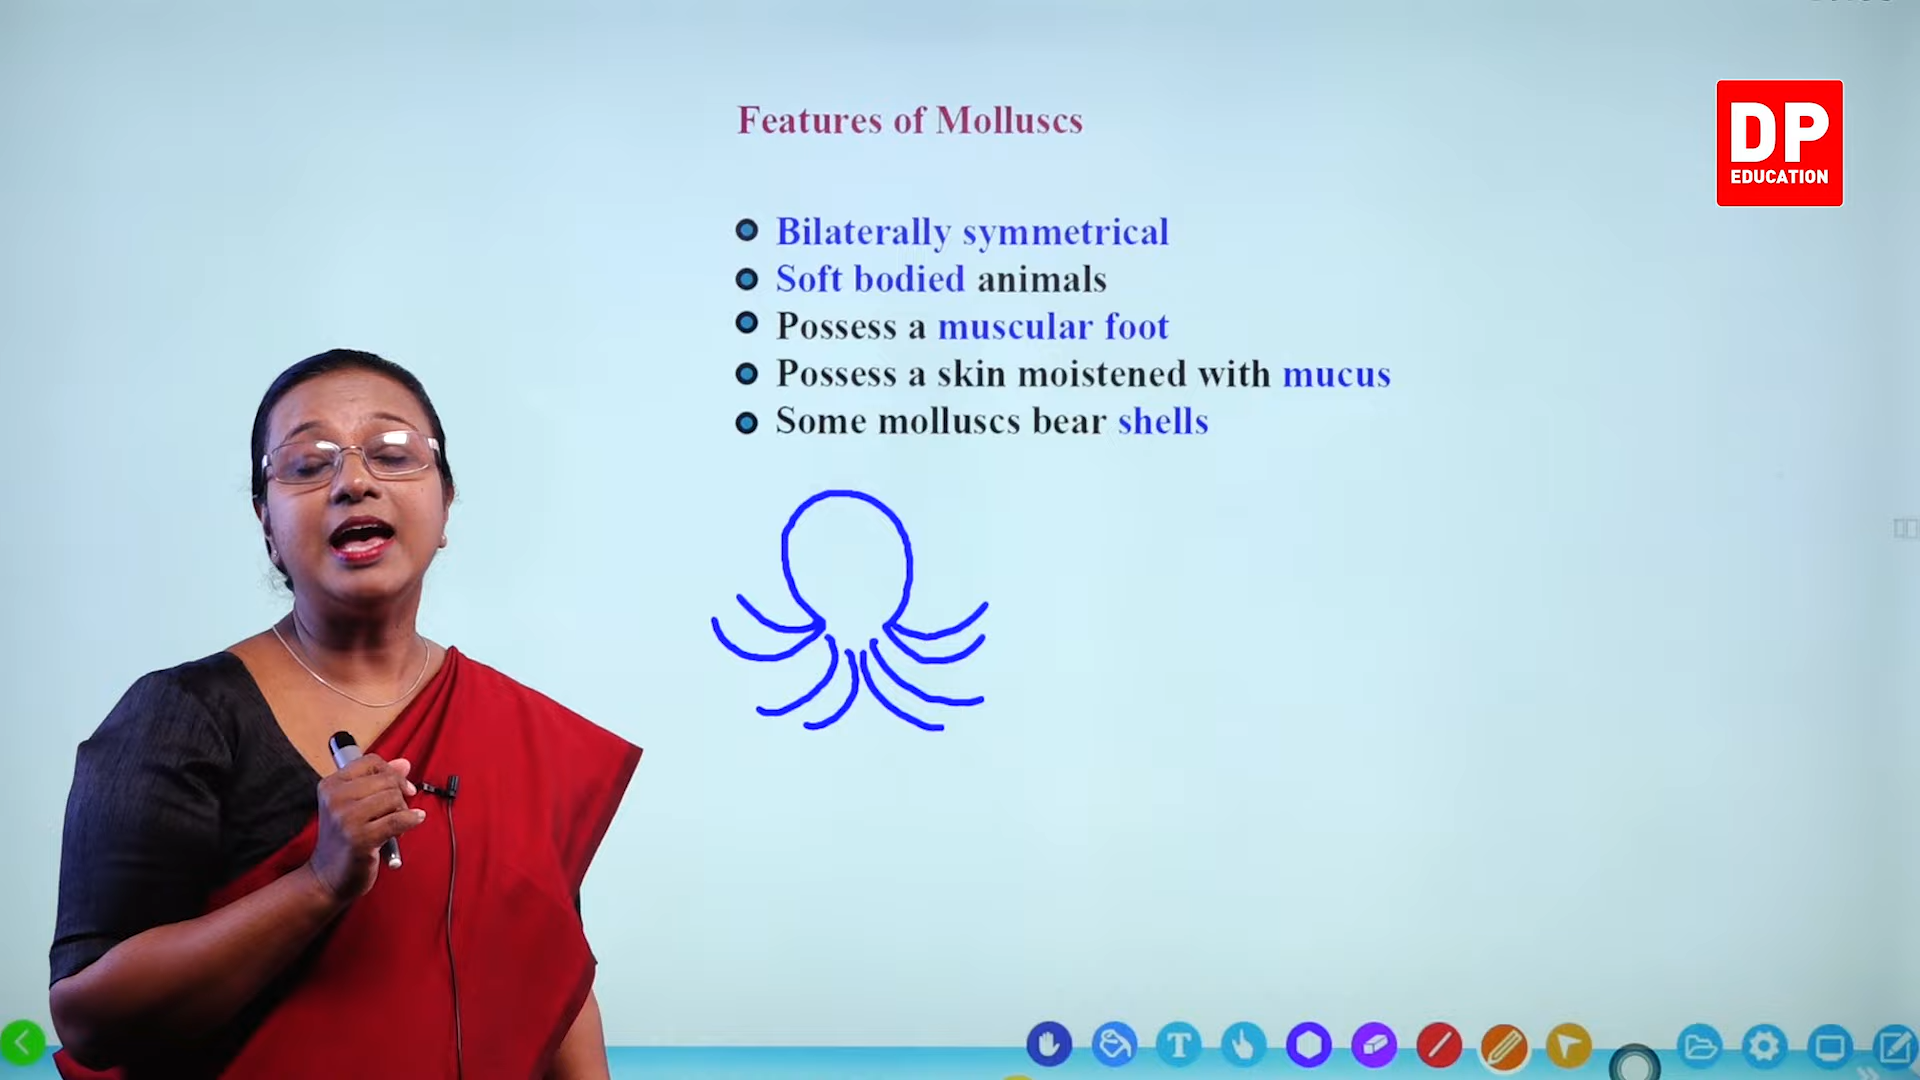 Features of Molluscs
DP
EDUCATION
Bilaterally symmetrical
Soft bodied animals
Possess a muscular foot
Possess a skin moistened with mucus
Some molluscs bear shells
T